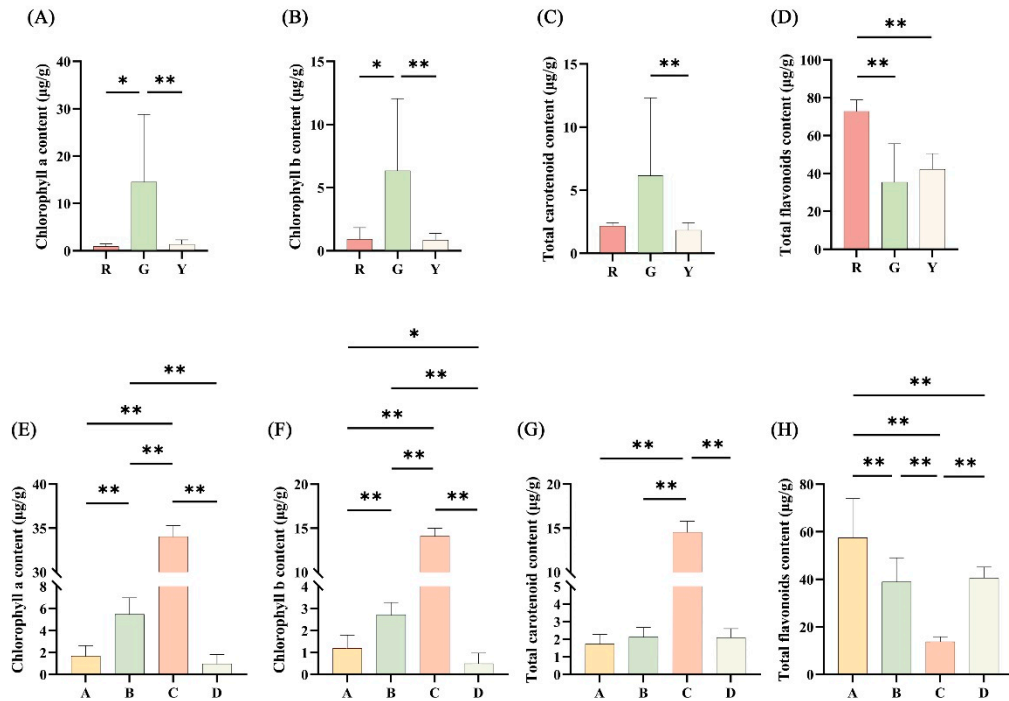 (A)
Chlorophyll a content (µg/g)
40
30
20
10
0
* **
R G Y
(B)
Chlorophyll b content (µg/g)
15
10
5
0
* **
R G Y
(C)
Total carotenoid content (µg/g)
15
10
5
0
**
R G Y
(D)
Total flavonoids content (µg/g)
100
80
60
40
20
0
**
**
R G Y
(E)
Chlorophyll a content (µg/g)
40
35
30
8
6
4
2
0
**
**
**
** **
A B C D
(F)
Chlorophyll b content (µg/g)
20
15
10
4
3
2
1
0
*
**
**
**
** **
A B C D
(G)
Total carotenoid content (µg/g)
20
15
10
5
4
3
2
1
0
** **
**
A B C D
(H)
Total flavonoids content (µg/g)
80
60
40
20
0
**
**
** ** **
A B C D